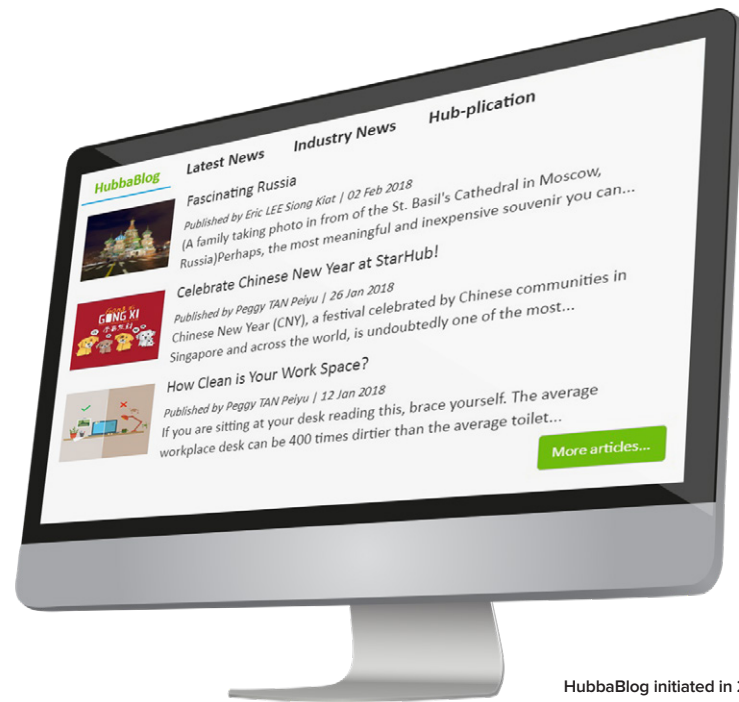 HubbaBlog Latest News Industry News Hub-plication
Fascinating Russia
Published by Eric LEE Siong Kiat | 02 Feb 2018
(A family taking photo in from of the St. Basil's Cathedral in Moscow,
Russia)Perhaps, the most meaningful and inexpensive souvenir you can...
GONG XI
Celebrate Chinese New Year at StarHub!
Published by Peggy TAN Peiyu | 26 Jan 2018
Chinese New Year (CNY), a festival celebrated by Chinese communities in
Singapore and across the world, is undoubtedly one of the most...
How Clean is Your Work Space?
Published by Peggy TAN Peiyu | 12 Jan 2018
If you are sitting at your desk reading this, brace yourself. The average
workplace desk can be 400 times dirtier than the average toilet...
More articles...
HubbaBlog initiated in